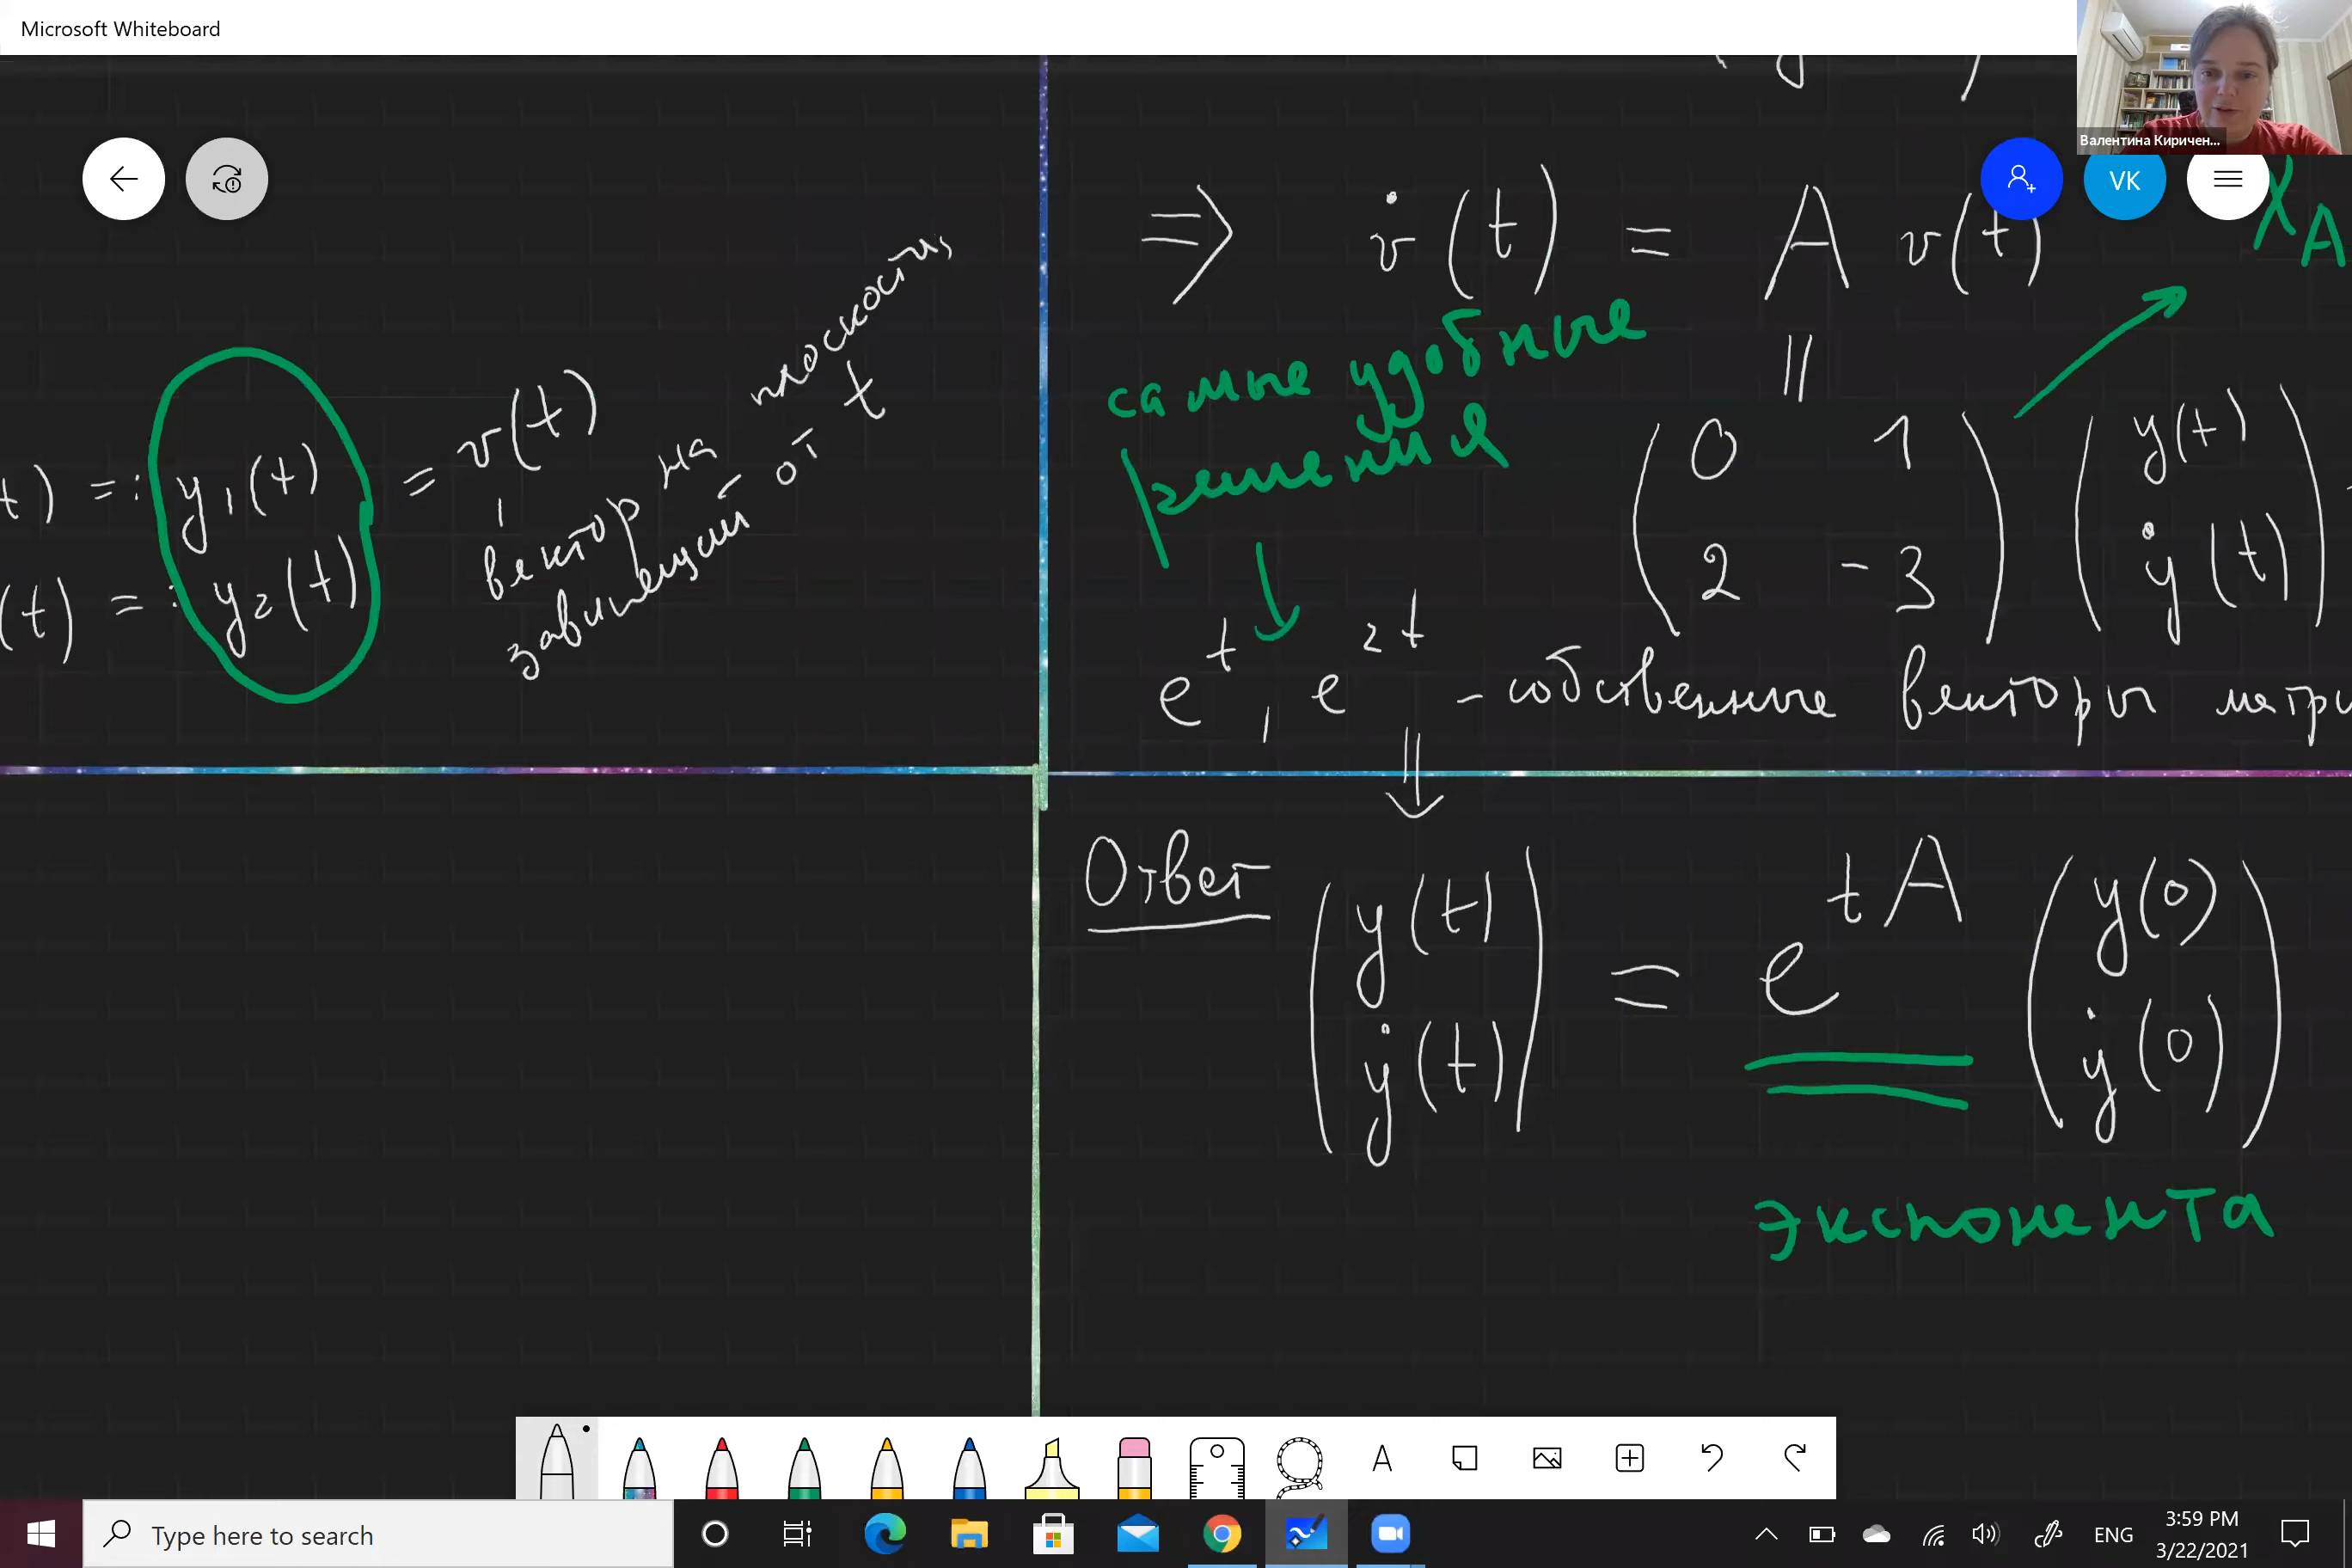 Microsoft Whiteboard
Валентина Киричен...
VK
t) =: y₁(t) = v(t)
(t) =: y₂(t)
вектор на плоскости,
зависящий от t
⇒ v̇(t) = A v(t)
χ_A
самые удобные
решения
||
( 0 1 ) ( y(t) )
( 2 -3 ) ( ẏ(t) )
e^t, e^{2t} - собственные векторы матри
⇓
Ответ ( y(t) ) = e^{tA} ( y(0) )
( ẏ(t) ) ( ẏ(0) )
экспонента
Type here to search
ENG
3:59 PM
3/22/2021